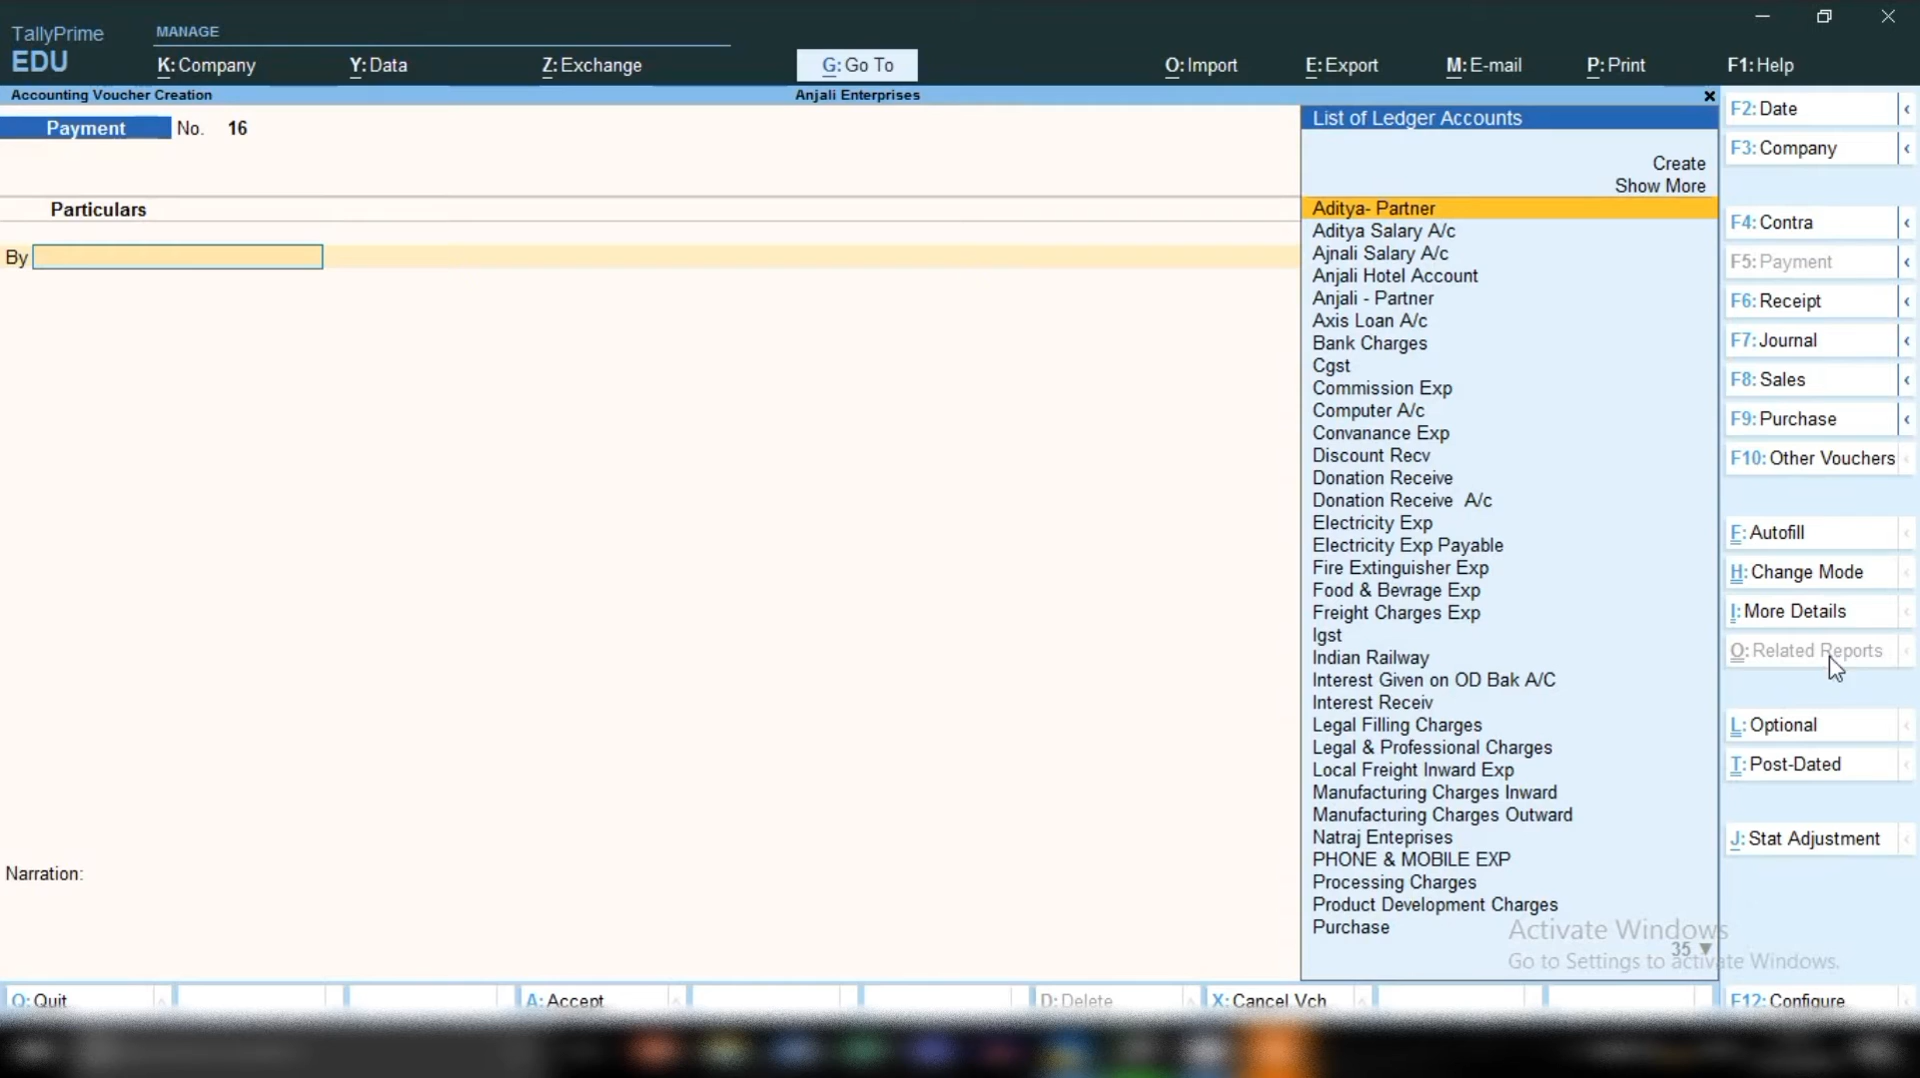 TallyPrime
EDU
MANAGE
K: Company
Y: Data
Z: Exchange
G: Go To
O: Import
E: Export
M: E-mail
P: Print
F1: Help
Accounting Voucher Creation
Anjali Enterprises
Payment No. 16
Particulars
By
Narration:
List of Ledger Accounts
Create
Show More
Aditya- Partner
Aditya Salary A/c
Ajnali Salary A/c
Anjali Hotel Account
Anjali - Partner
Axis Loan A/c
Bank Charges
Cgst
Commission Exp
Computer A/c
Convanance Exp
Discount Recv
Donation Receive
Donation Receive A/c
Electricity Exp
Electricity Exp Payable
Fire Extinguisher Exp
Food & Bevrage Exp
Freight Charges Exp
Igst
Indian Railway
Interest Given on OD Bak A/C
Interest Receiv
Legal Filling Charges
Legal & Professional Charges
Local Freight Inward Exp
Manufacturing Charges Inward
Manufacturing Charges Outward
Natraj Enteprises
PHONE & MOBILE EXP
Processing Charges
Product Development Charges
Purchase
35
Activate Windows
Go to Settings to activate Windows.
F2: Date
F3: Company
F4: Contra
F5: Payment
F6: Receipt
F7: Journal
F8: Sales
F9: Purchase
F10: Other Vouchers
F: Autofill
H: Change Mode
I: More Details
O: Related Reports
L: Optional
T: Post-Dated
J: Stat Adjustment
Q: Quit
A: Accept
D: Delete
X: Cancel Vch
F12: Configure